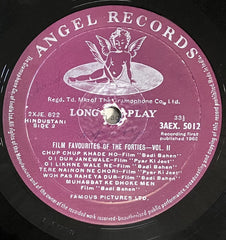 ANGEL RECORDS
Regd. Td. Mk. of The Gramophone Co., Ltd.
2XJE. 622
33⅓
LONG PLAY
HINDUSTANI
SIDE 2
3AEX. 5012
Recording first
published 1962
FILM FAVOURITES OF THE FORTIES—VOL. II
CHUP CHUP KHADE HO—Film "Badi Bahen"
O! DUR JANEWALE—Film "Pyar Ki Jeet"
O! LIKHNE WALE NE—Film "Badi Bahen"
TERE NAINON NE CHORI—Film "Pyar Ki Jeet"
WOH PAS RAHE YA DUR—Film "Badi Bahen"
MUHABBAT KE DHOKE MEN
Film "Badi Bahen"
FAMOUS PICTURES LTD.